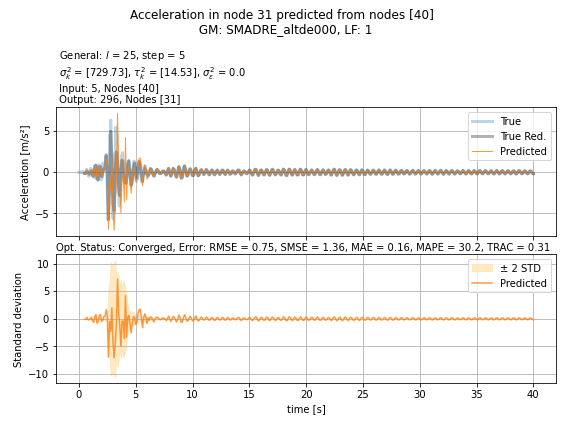 Acceleration in node 31 predicted from nodes [40]
GM: SMADRE_altde000, LF: 1
General: l = 25, step = 5
σ²ₖ = [729.73], τ²ₖ = [14.53], σ²_ε = 0.0
Input: 5, Nodes [40]
Output: 296, Nodes [31]
Acceleration [m/s²]
5
0
−5
True
True Red.
Predicted
Opt. Status: Converged, Error: RMSE = 0.75, SMSE = 1.36, MAE = 0.16, MAPE = 30.2, TRAC = 0.31
Standard deviation
10
5
0
−5
−10
± 2 STD
Predicted
0 5 10 15 20 25 30 35 40
time [s]